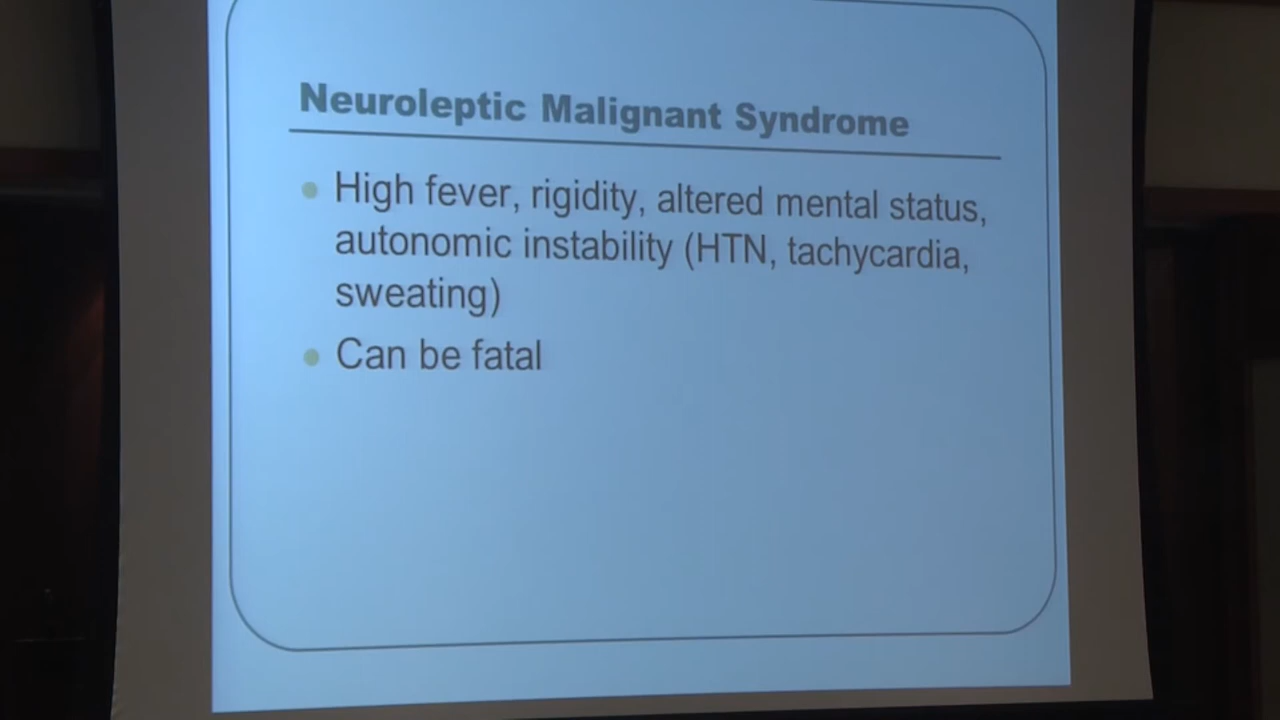 Neuroleptic Malignant Syndrome
High fever, rigidity, altered mental status,
autonomic instability (HTN, tachycardia,
sweating)
Can be fatal